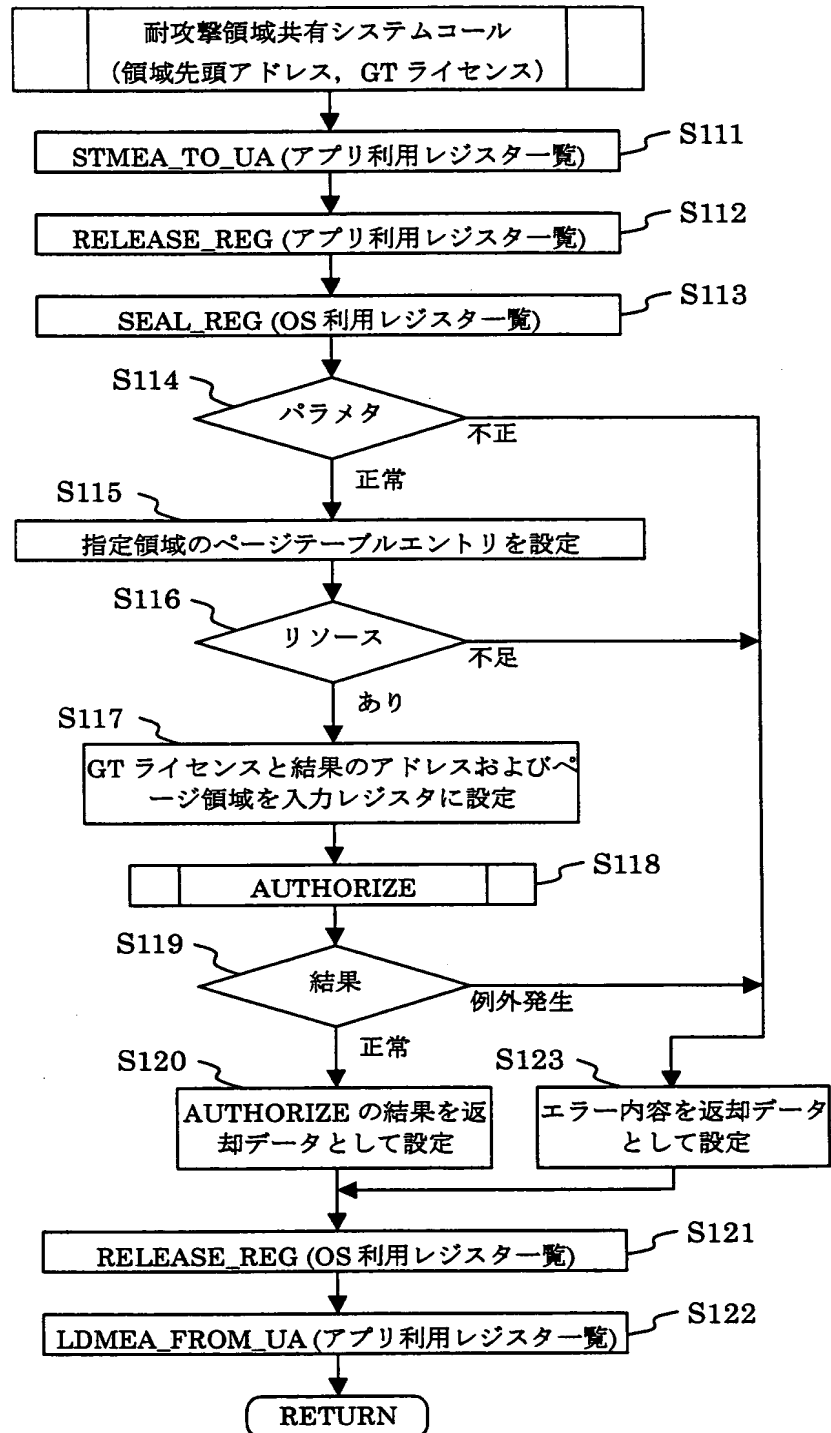 耐攻撃領域共有システムコール
（領域先頭アドレス，GT ライセンス）
S111
STMEA_TO_UA (アプリ利用レジスタ一覧)
S112
RELEASE_REG (アプリ利用レジスタ一覧)
S113
SEAL_REG (OS 利用レジスタ一覧)
S114
パラメタ
不正
正常
S115
指定領域のページテーブルエントリを設定
S116
リソース
不足
あり
S117
GT ライセンスと結果のアドレスおよびペ
ージ領域を入力レジスタに設定
S118
AUTHORIZE
S119
結果
例外発生
正常
S120
AUTHORIZE の結果を返
却データとして設定
S123
エラー内容を返却データ
として設定
S121
RELEASE_REG (OS 利用レジスタ一覧)
S122
LDMEA_FROM_UA (アプリ利用レジスタ一覧)
RETURN